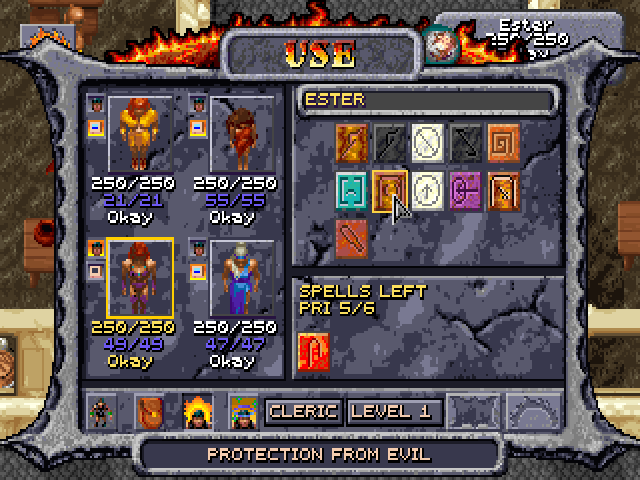 Ester
250/250
USE
ESTER
250/250
21/21
Okay
250/250
55/55
Okay
250/250
49/49
Okay
250/250
47/47
Okay
SPELLS LEFT
PRI 5/6
CLERIC
LEVEL 1
PROTECTION FROM EVIL